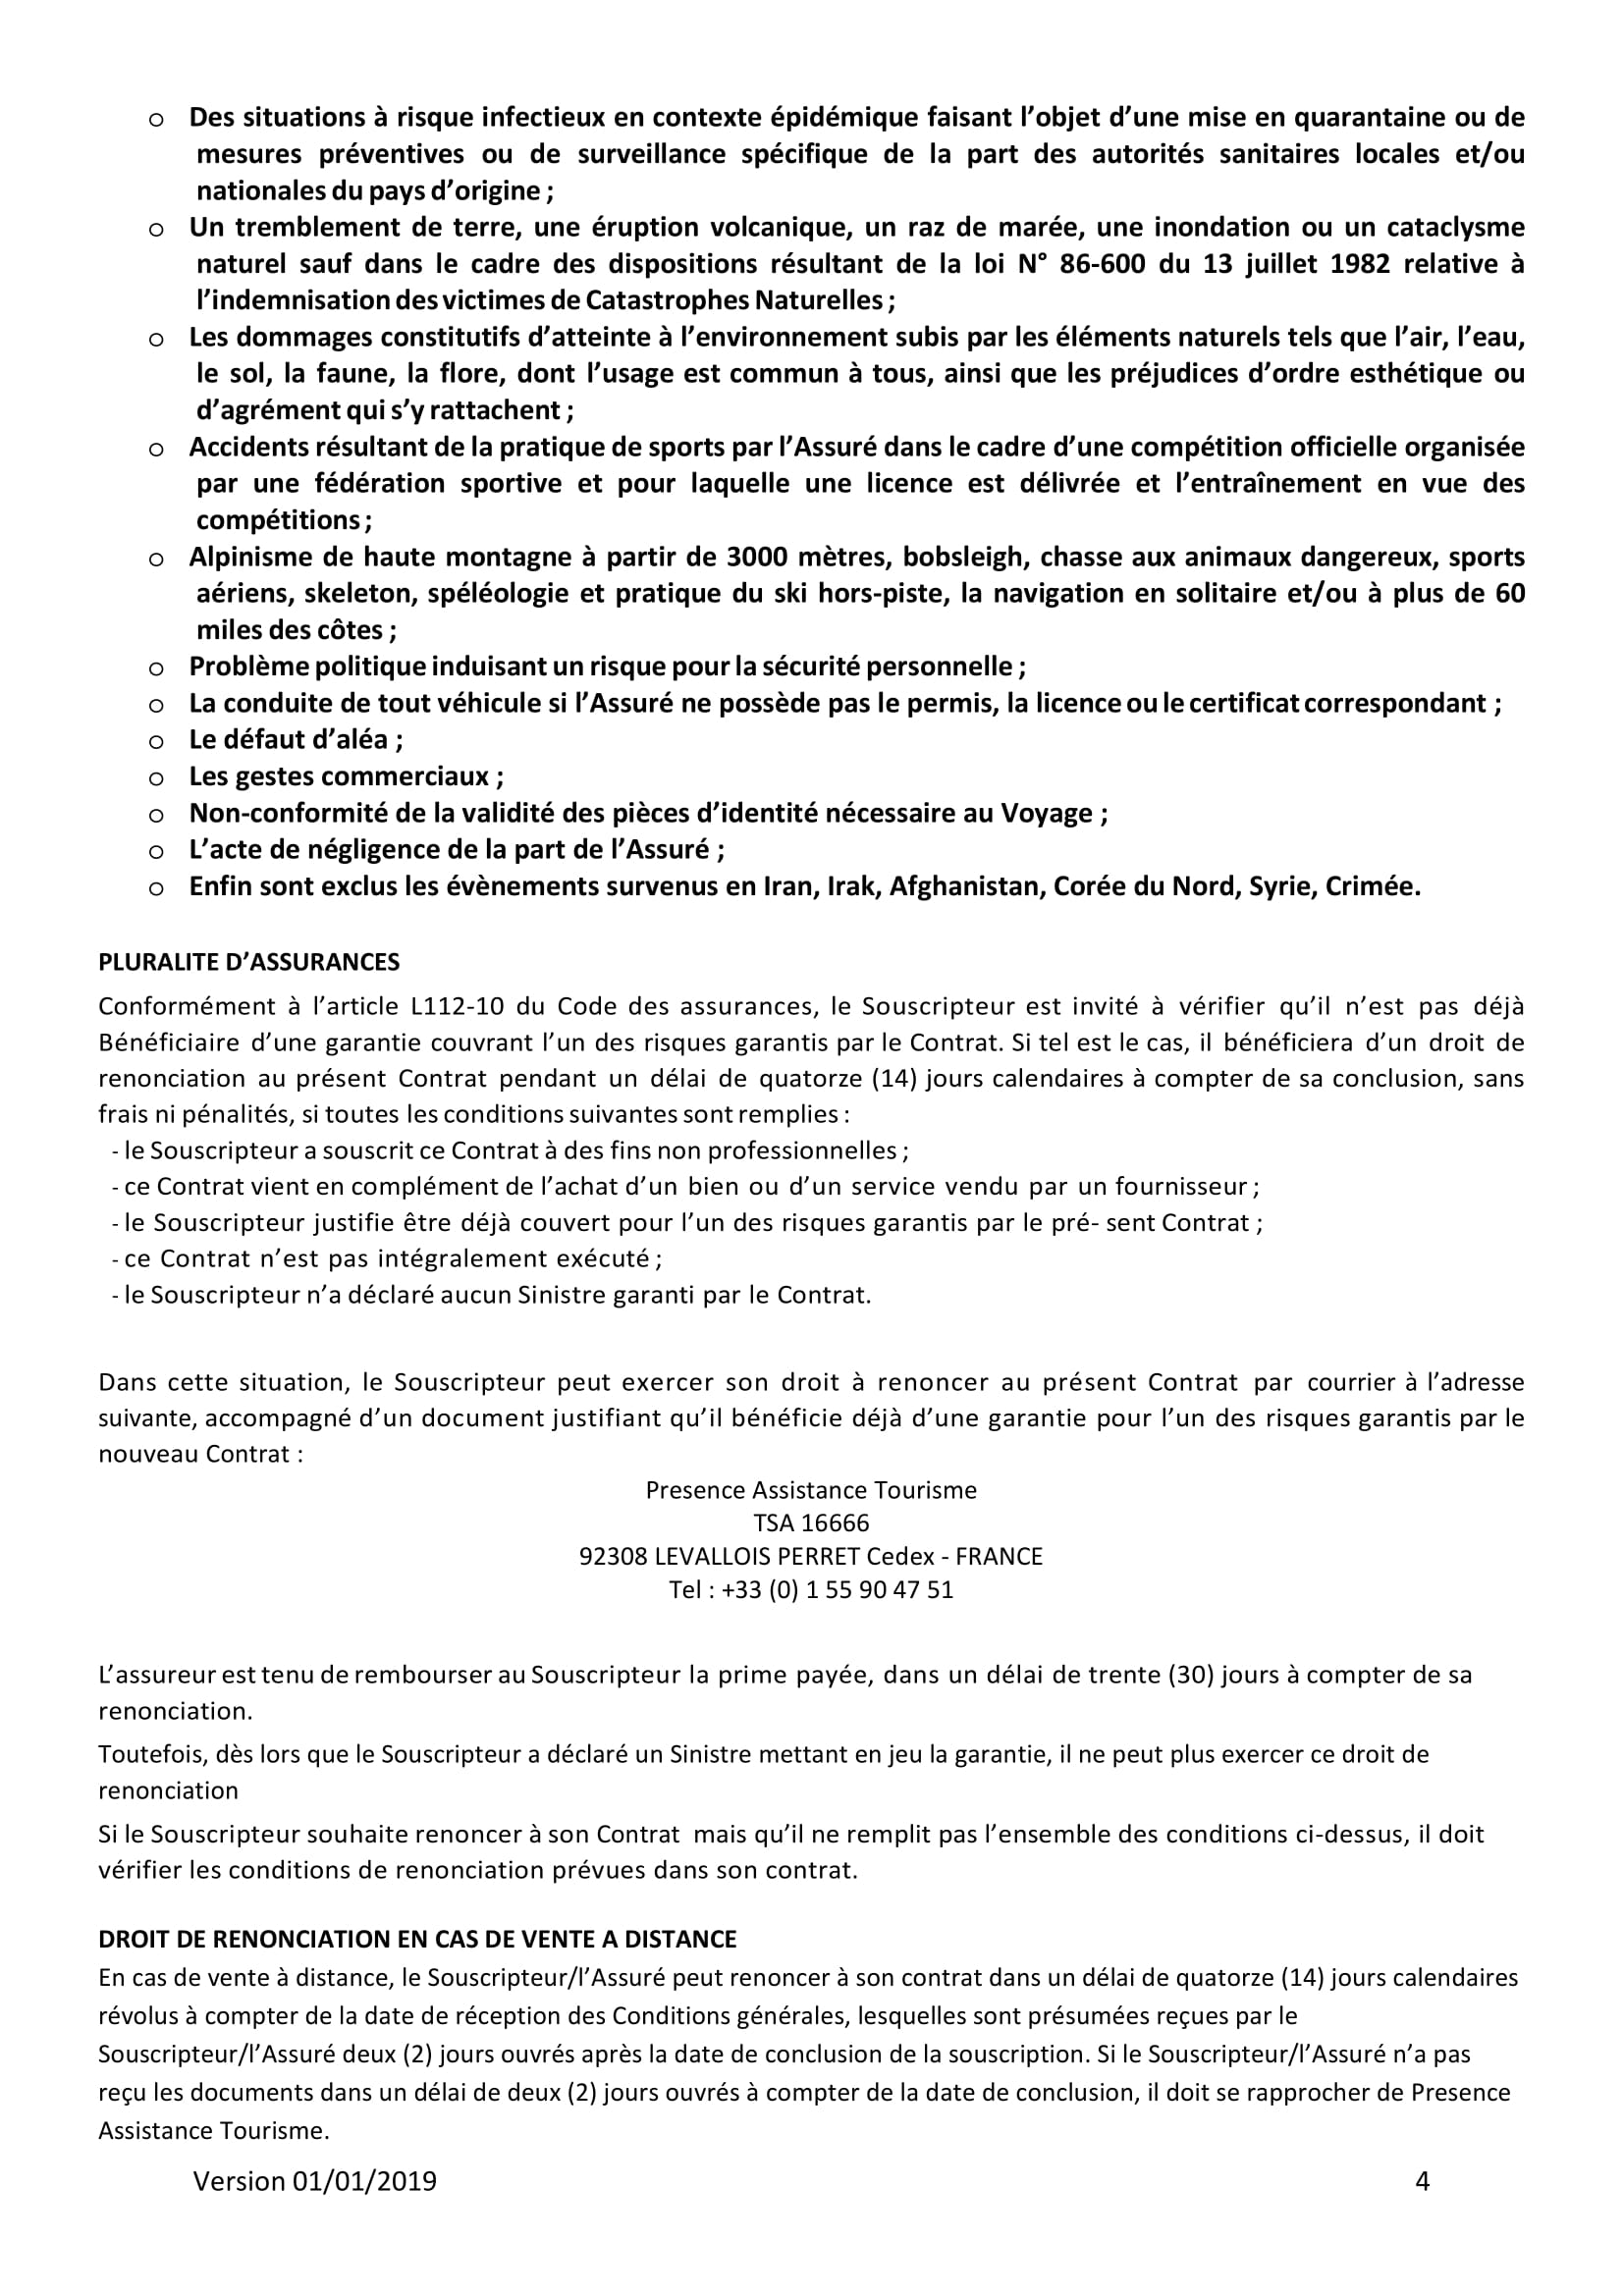 o Des situations à risque infectieux en contexte épidémique faisant l’objet d’une mise en quarantaine ou de
mesures préventives ou de surveillance spécifique de la part des autorités sanitaires locales et/ou
nationales du pays d’origine ;
o Un tremblement de terre, une éruption volcanique, un raz de marée, une inondation ou un cataclysme
naturel sauf dans le cadre des dispositions résultant de la loi N° 86-600 du 13 juillet 1982 relative à
l’indemnisation des victimes de Catastrophes Naturelles ;
o Les dommages constitutifs d’atteinte à l’environnement subis par les éléments naturels tels que l’air, l’eau,
le sol, la faune, la flore, dont l’usage est commun à tous, ainsi que les préjudices d’ordre esthétique ou
d’agrément qui s’y rattachent ;
o Accidents résultant de la pratique de sports par l’Assuré dans le cadre d’une compétition officielle organisée
par une fédération sportive et pour laquelle une licence est délivrée et l’entraînement en vue des
compétitions ;
o Alpinisme de haute montagne à partir de 3000 mètres, bobsleigh, chasse aux animaux dangereux, sports
aériens, skeleton, spéléologie et pratique du ski hors-piste, la navigation en solitaire et/ou à plus de 60
miles des côtes ;
o Problème politique induisant un risque pour la sécurité personnelle ;
o La conduite de tout véhicule si l’Assuré ne possède pas le permis, la licence ou le certificat correspondant ;
o Le défaut d’aléa ;
o Les gestes commerciaux ;
o Non-conformité de la validité des pièces d’identité nécessaire au Voyage ;
o L’acte de négligence de la part de l’Assuré ;
o Enfin sont exclus les évènements survenus en Iran, Irak, Afghanistan, Corée du Nord, Syrie, Crimée.
PLURALITE D’ASSURANCES
Conformément à l’article L112-10 du Code des assurances, le Souscripteur est invité à vérifier qu’il n’est pas déjà
Bénéficiaire d’une garantie couvrant l’un des risques garantis par le Contrat. Si tel est le cas, il bénéficiera d’un droit de
renonciation au présent Contrat pendant un délai de quatorze (14) jours calendaires à compter de sa conclusion, sans
frais ni pénalités, si toutes les conditions suivantes sont remplies :
- le Souscripteur a souscrit ce Contrat à des fins non professionnelles ;
- ce Contrat vient en complément de l’achat d’un bien ou d’un service vendu par un fournisseur ;
- le Souscripteur justifie être déjà couvert pour l’un des risques garantis par le pré- sent Contrat ;
- ce Contrat n’est pas intégralement exécuté ;
- le Souscripteur n’a déclaré aucun Sinistre garanti par le Contrat.
Dans cette situation, le Souscripteur peut exercer son droit à renoncer au présent Contrat par courrier à l’adresse
suivante, accompagné d’un document justifiant qu’il bénéficie déjà d’une garantie pour l’un des risques garantis par le
nouveau Contrat :
Presence Assistance Tourisme
TSA 16666
92308 LEVALLOIS PERRET Cedex - FRANCE
Tel : +33 (0) 1 55 90 47 51
L’assureur est tenu de rembourser au Souscripteur la prime payée, dans un délai de trente (30) jours à compter de sa
renonciation.
Toutefois, dès lors que le Souscripteur a déclaré un Sinistre mettant en jeu la garantie, il ne peut plus exercer ce droit de
renonciation
Si le Souscripteur souhaite renoncer à son Contrat mais qu’il ne remplit pas l’ensemble des conditions ci-dessus, il doit
vérifier les conditions de renonciation prévues dans son contrat.
DROIT DE RENONCIATION EN CAS DE VENTE A DISTANCE
En cas de vente à distance, le Souscripteur/l’Assuré peut renoncer à son contrat dans un délai de quatorze (14) jours calendaires
révolus à compter de la date de réception des Conditions générales, lesquelles sont présumées reçues par le
Souscripteur/l’Assuré deux (2) jours ouvrés après la date de conclusion de la souscription. Si le Souscripteur/l’Assuré n’a pas
reçu les documents dans un délai de deux (2) jours ouvrés à compter de la date de conclusion, il doit se rapprocher de Presence
Assistance Tourisme.
Version 01/01/2019 4